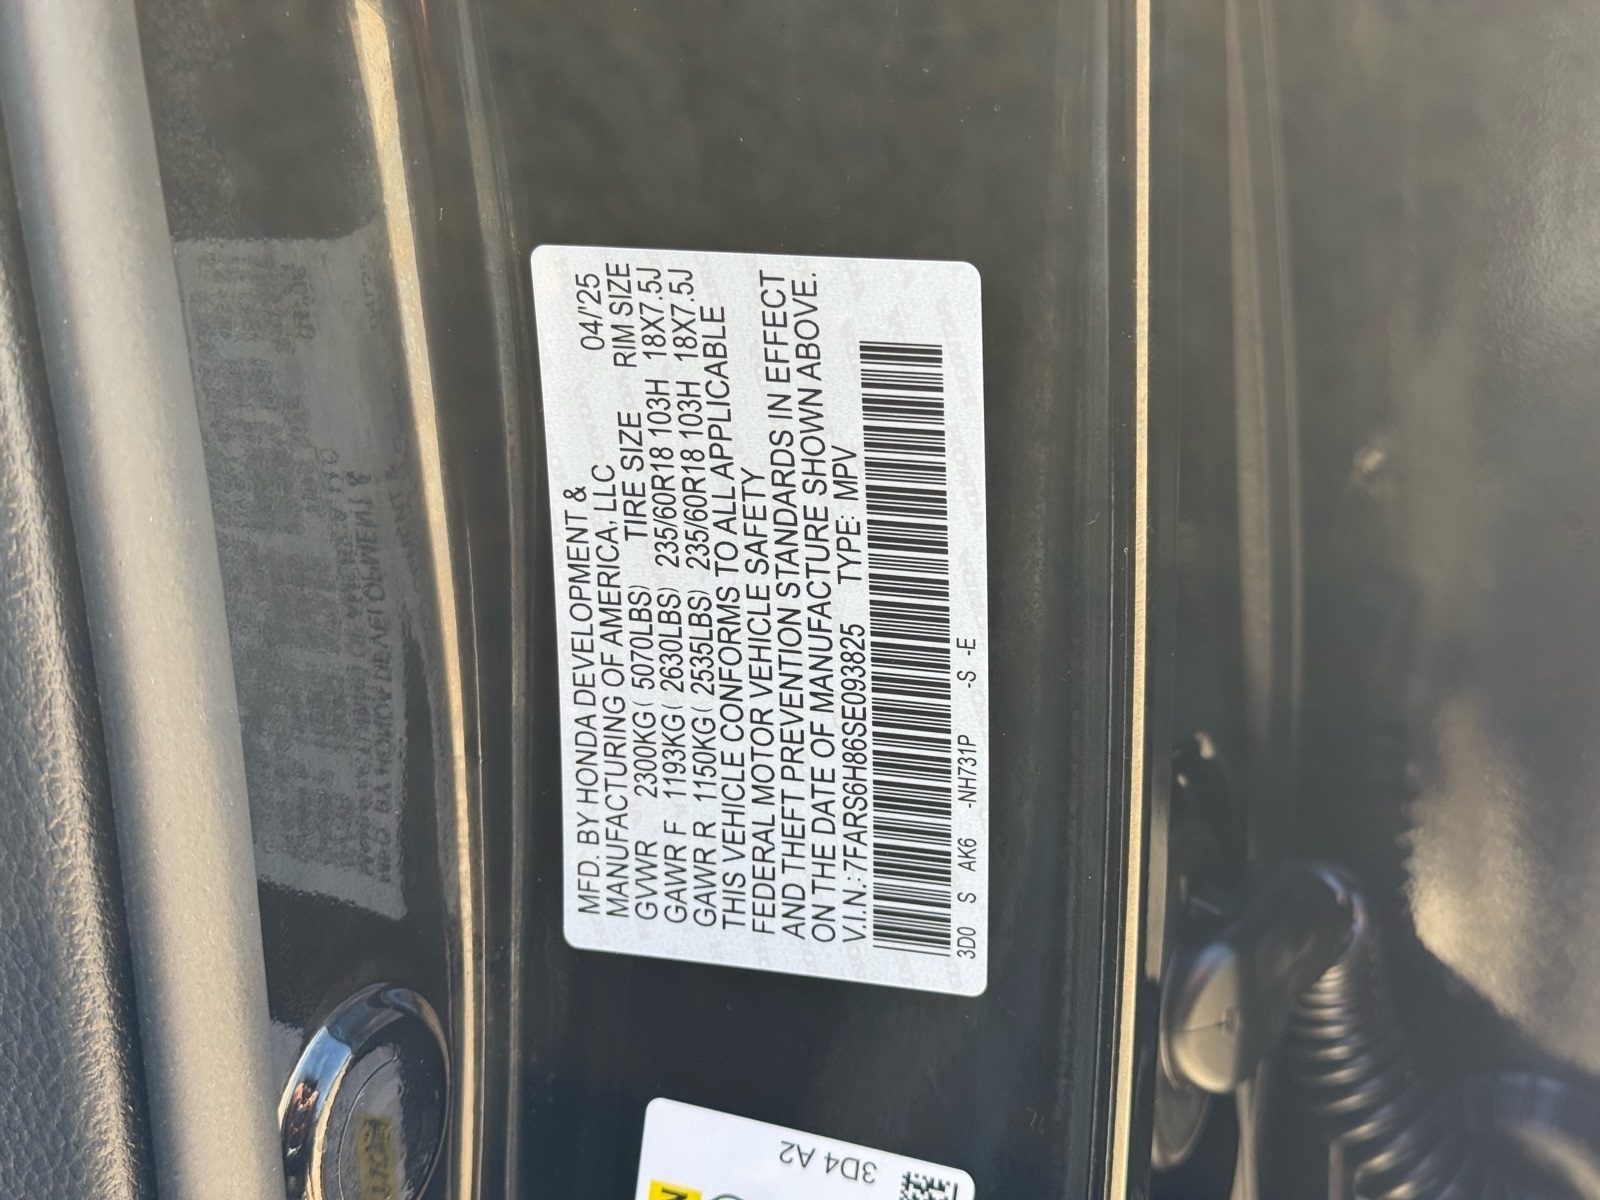 MFD. BY HONDA DEVELOPMENT & 04/'25
MANUFACTURING OF AMERICA, LLC
TIRE SIZE RIM SIZE
GVWR 2300KG( 5070LBS)
GAWR F 1193KG( 2630LBS) 235/60R18 103H 18X7.5J
GAWR R 1150KG( 2535LBS) 235/60R18 103H 18X7.5J
THIS VEHICLE CONFORMS TO ALL APPLICABLE
FEDERAL MOTOR VEHICLE SAFETY
AND THEFT PREVENTION STANDARDS IN EFFECT
ON THE DATE OF MANUFACTURE SHOWN ABOVE.
V.I.N.:7FARS6H86SE093825 TYPE: MPV
3D0 S AK6 -NH731P -S -E
3D4 A2